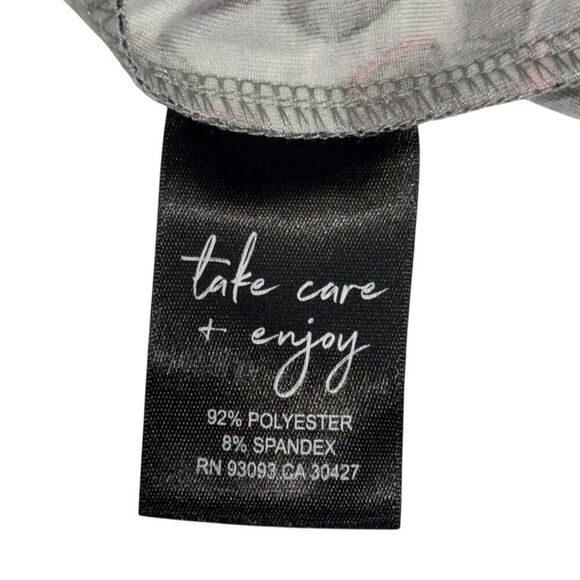 take care
+ enjoy
92% POLYESTER
8% SPANDEX
RN 93093 CA 30427